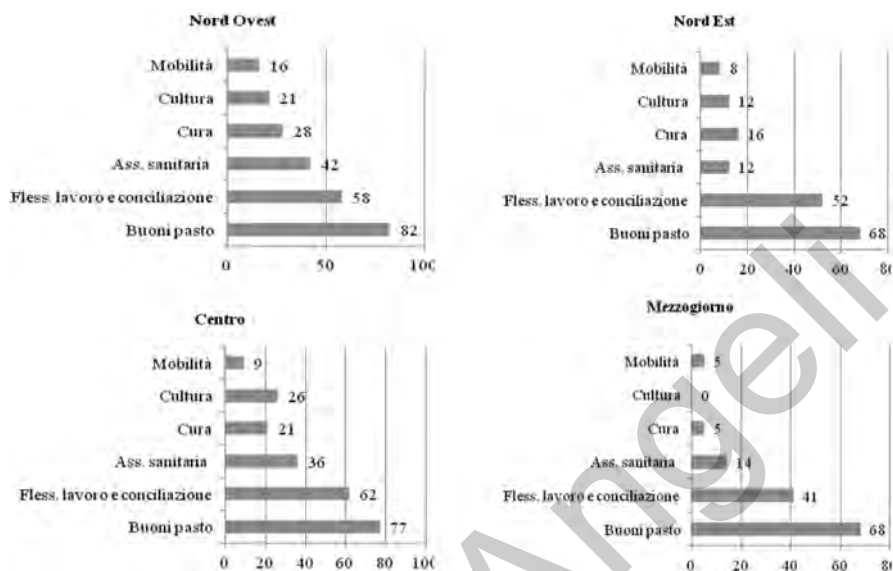 Nord Ovest
Mobilità 16
Cultura 21
Cura 28
Ass. sanitaria 42
Fless. lavoro e conciliazione 58
Buoni pasto 82
0 50 100
Nord Est
Mobilità 8
Cultura 12
Cura 16
Ass. sanitaria 12
Fless. lavoro e conciliazione 52
Buoni pasto 68
0 20 40 60 80
Centro
Mobilità 9
Cultura 26
Cura 21
Ass. sanitaria 36
Fless. lavoro e conciliazione 62
Buoni pasto 77
0 20 40 60 80 100
Mezzogiorno
Mobilità 5
Cultura 0
Cura 5
Ass. sanitaria 14
Fless. lavoro e conciliazione 41
Buoni pasto 68
0 20 40 60 80
Angeli